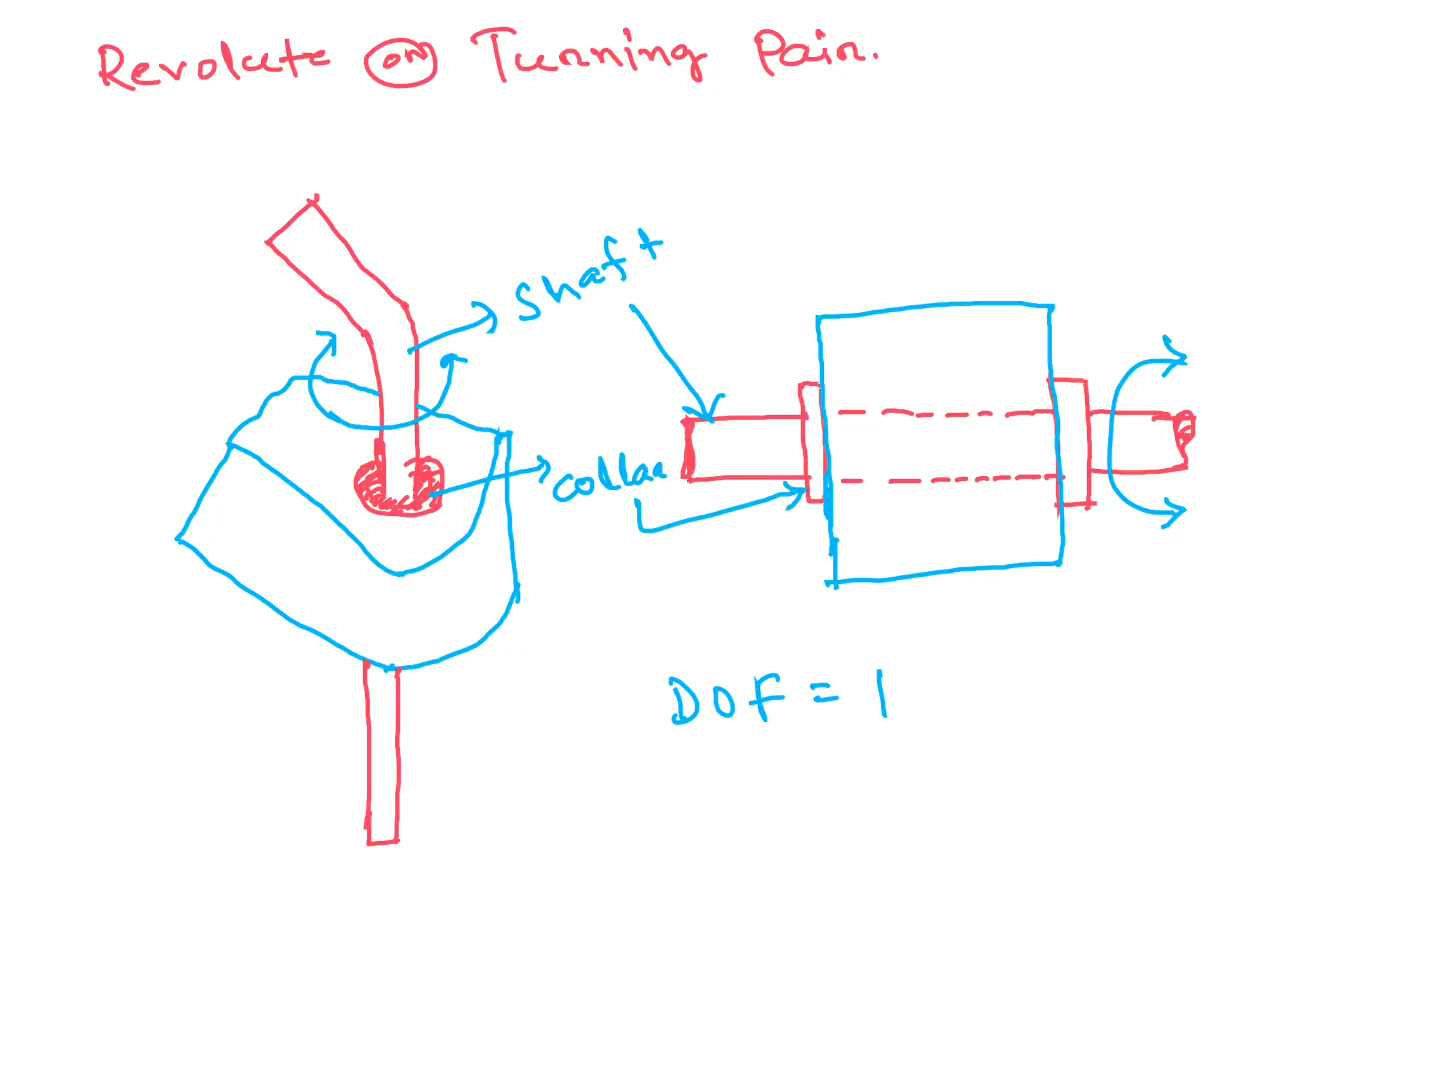 Revolute or Turning Pair.
Shaft
Collar
DOF = 1